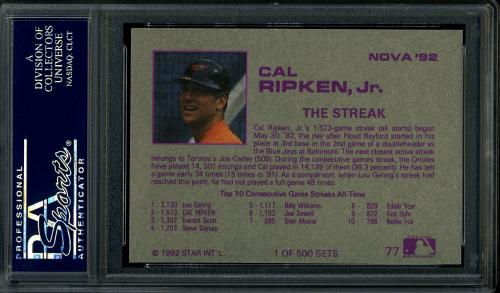 A
DIVISION OF
COLLECTORS
UNIVERSE
NASDAQ: CLCT
PROFESSIONAL
PSA
Sports
AUTHENTICATOR
NOVA '92
CAL
RIPKEN, Jr.
THE STREAK
Cal Ripken, Jr.'s 1,573-game streak (all starts) began
May 30, '82, the day after Floyd Rayford started in his
place at 3rd base in the 2nd game of a doubleheader vs
the Blue Jays at Baltimore. The next closest active streak
belongs to Toronto's Joe Carter (505). During the consecutive games streak, the Orioles
have played 14,301 innings and Cal has played in 14,199 of them (99.3 percent). He has left
a game early 34 times (15 times in '91). As a comparison, when Lou Gehrig's streak had
reached this point, he had not played a full game 48 times.
Top 10 Consecutive Game Streaks All-Time
1 - 2,130 Lou Gehrig 5 - 1,117 Billy Williams 8 - 829 Eddie Yost
2 - 1,573 CAL RIPKEN 6 - 1,103 Joe Sewell 9 - 822 Gus Suhr
3 - 1,307 Everett Scott 7 - 895 Stan Musial 10 - 798 Nellie Fox
4 - 1,207 Steve Garvey
© 1992 STAR INT'L. 1 OF 500 SETS 77